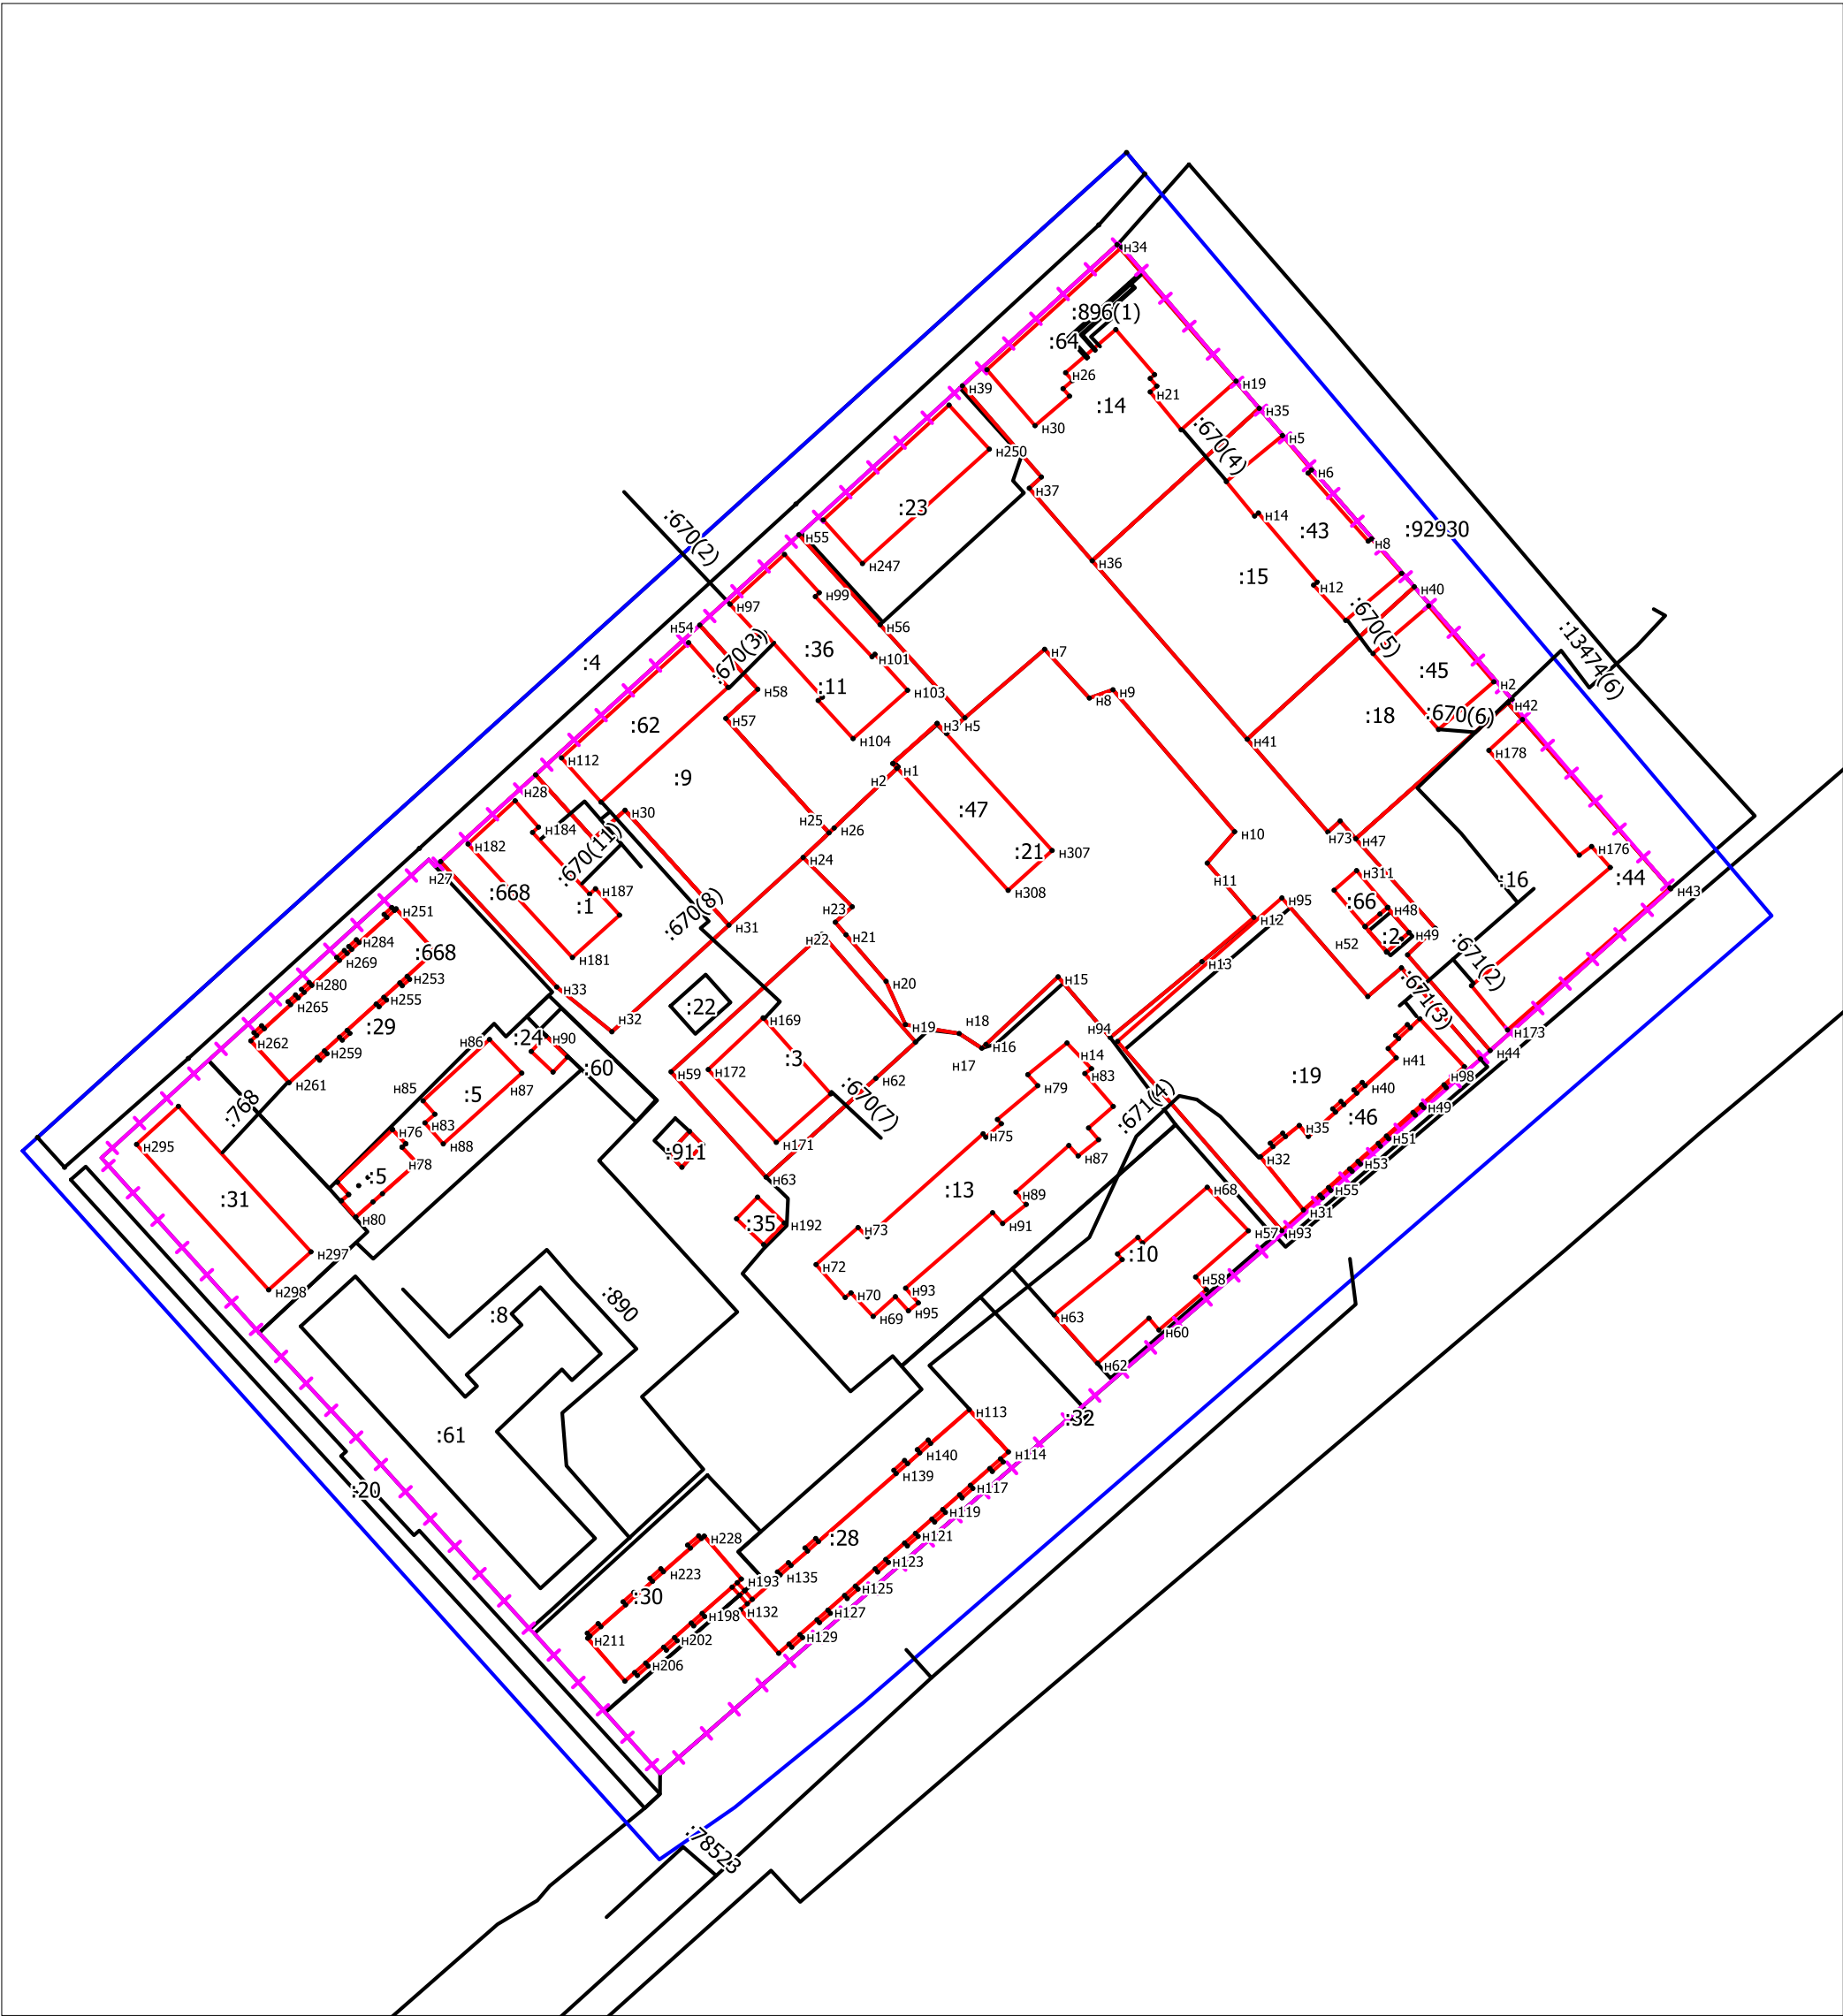 н34
:896(1)
:64
н26
н19
н39
н21
:14
н35
н30
:670(4)
н5
н250
н6
н37
:23
:670(2)
н14
:43
:92930
н55
н8
н247
н36
:15
н12
н40
н99
н97
:670(5)
н56
н54
:670(3)
:36
:13474(6)
:4
н101
:45
н2
:11
н7
н58
н103
н9
н8
н42
:18
:670(6)
:62
н57
н3
н5
н104
н178
:9
н112
н2
н1
н28
:47
н30
н25
н26
н10
н184
н73
н47
н182
:670(11)
:21
н307
н176
н24
н27
:44
н311
н308
:668
н187
н11
:16
:1
:66
н43
н251
:670(8)
н23
н95
н48
н12
н31
н21
н49
н284
н22
н52
:2
:668
н181
н269
:671(2)
н13
н253
н20
н33
н15
н280
:671(3)
н255
:22
н265
н169
н32
:29
н19
н18
н94
н173
н262
:24
н90
н86
н16
н44
н259
н14
н41
:3
н17
:60
н172
н59
н83
н98
н261
:19
н62
н79
н85
:5
н87
н40
:768
:670(7)
:671(4)
н49
:46
н83
н76
н35
н75
н88
н171
н51
н295
:911
н87
н78
н32
н53
:5
н63
:13
н68
н55
:31
н89
н80
н31
:35
н192
н91
н73
н57
н93
н297
:10
н72
н58
н298
н93
:890
н70
:8
н69
н95
н63
н60
н62
н113
:32
:61
н140
н114
н139
:20
н117
н119
н228
:28
н121
н223
н123
н135
н193
н125
:30
н132
н198
н127
н211
н202
н129
н206
:78523